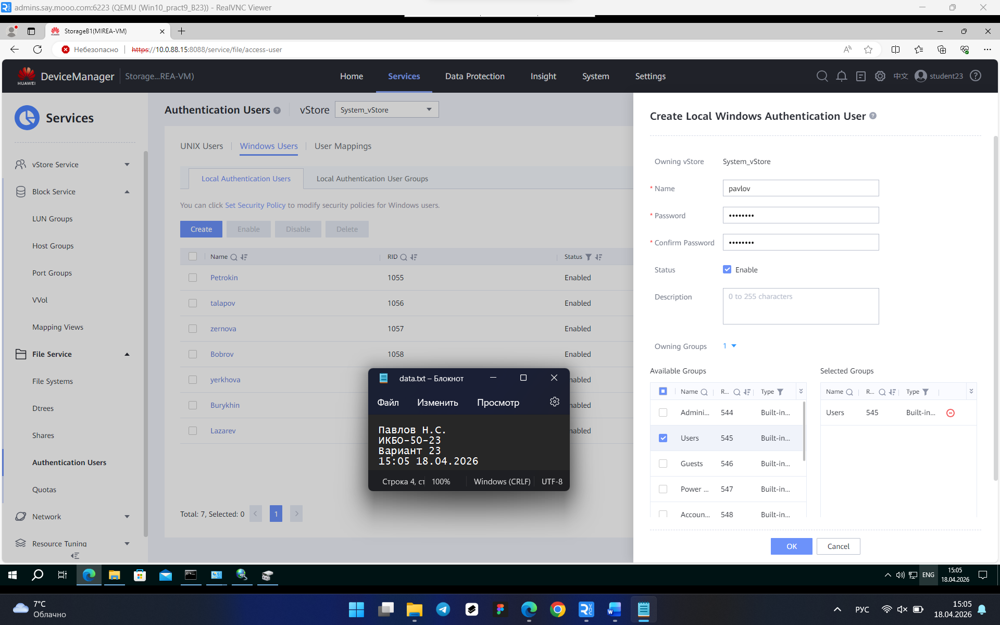 admins.say.mooo.com:6223 (QEMU (Win10_pract9_B23)) - RealVNC Viewer
StorageB1(MIREA-VM)
Небезопасно https://10.0.88.15:8088/service/file/access-user
HUAWEI DeviceManager Storage...REA-VM) Home Services Data Protection Insight System Settings 中文 student23
Services
vStore Service
Block Service
LUN Groups
Host Groups
Port Groups
VVol
Mapping Views
File Service
File Systems
Dtrees
Shares
Authentication Users
Quotas
Network
Resource Tuning
Authentication Users vStore System_vStore
UNIX Users Windows Users User Mappings
Local Authentication Users Local Authentication User Groups
You can click Set Security Policy to modify security policies for Windows users.
Create Enable Disable Delete
Name RID Status
Petrokin 1055 Enabled
talapov 1056 Enabled
zernova 1057 Enabled
Bobrov 1058 Enabled
yerkhova nabled
Burykhin
Lazarev nabled
Total: 7, Selected: 0 1
data.txt – Блокнот
Файл Изменить Просмотр
Павлов Н.С.
ИКБО-50-23
Вариант 23
15:05 18.04.2026
Строка 4, ст 100% Windows (CRLF) UTF-8
Create Local Windows Authentication User
Owning vStore System_vStore
* Name pavlov
* Password ••••••••
* Confirm Password ••••••••
Status Enable
Description 0 to 255 characters
Owning Groups 1
Available Groups
Name R... Type
Admini... 544 Built-in...
Users 545 Built-in...
Guests 546 Built-in...
Power ... 547 Built-in...
Accoun... 548 Built-in...
Selected Groups
Name R... Type
Users 545 Built-in...
OK Cancel
ENG 15:05
18.04.2026
7°C
Облачно
РУС 15:05
18.04.2026